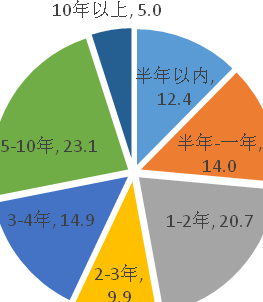 10年以上, 5.0
半年以内,
12.4
半年-一年,
14.0
1-2年, 20.7
2-3年,
9.9
3-4年, 14.9
5-10年, 23.1